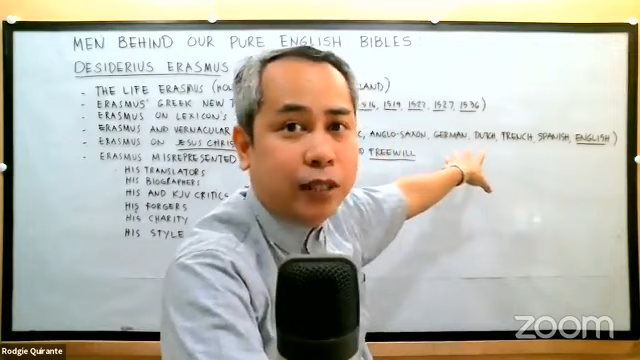 MEN BEHIND OUR PURE ENGLISH BIBLES:
DESIDERIUS ERASMUS
- THE LIFE ERASMUS
- ERASMUS' GREEK NEW 1516, 1519, 1522, 1527, 1536)
- ERASMUS ON LEXICON'S
- ERASMUS AND VERNACULAR ANGLO-SAXON, GERMAN, DUTCH, FRENCH, SPANISH, ENGLISH)
- ERASMUS ON JESUS
- ERASMUS MISREPRESENTED FREEWILL
HIS TRANSLATORS
HIS BIOGRAPHERS
HIS AND KJV CRITICS
HIS FORGERS
HIS CHARITY
HIS STYLE
Rodgie Quirante
zoom